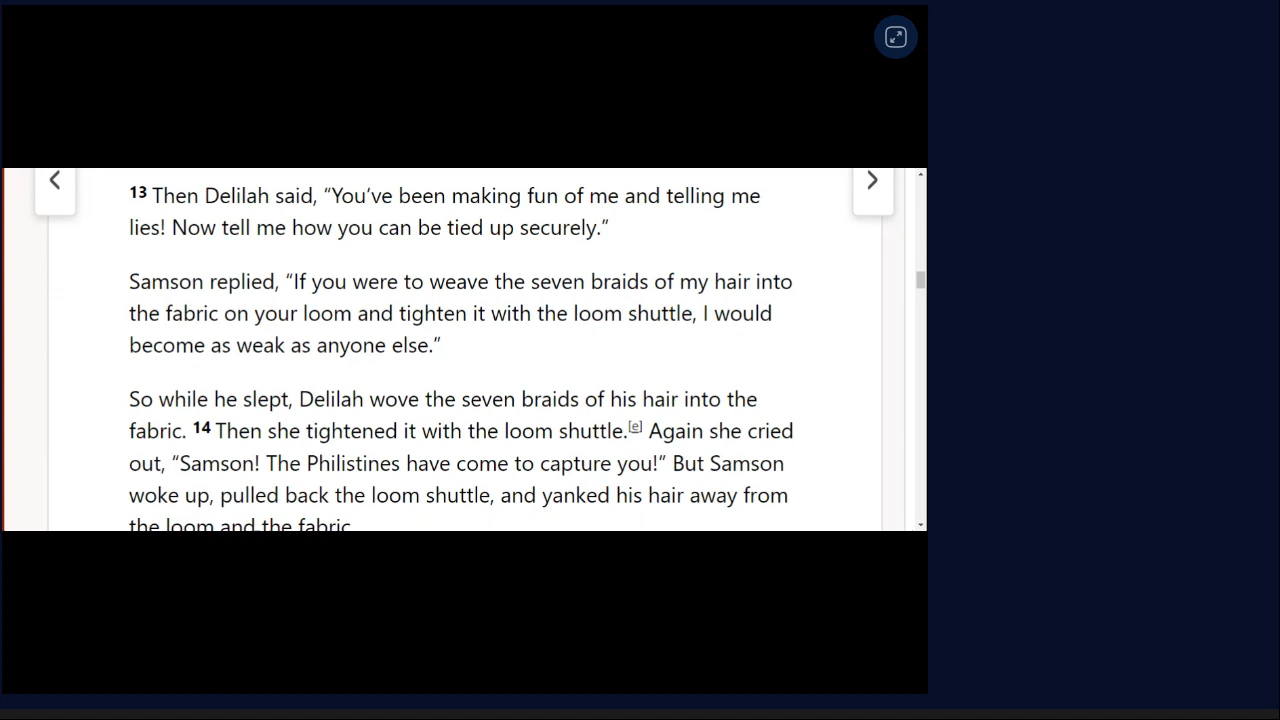 13 Then Delilah said, “You’ve been making fun of me and telling me
lies! Now tell me how you can be tied up securely.”
Samson replied, “If you were to weave the seven braids of my hair into
the fabric on your loom and tighten it with the loom shuttle, I would
become as weak as anyone else.”
So while he slept, Delilah wove the seven braids of his hair into the
fabric. 14 Then she tightened it with the loom shuttle.[e] Again she cried
out, “Samson! The Philistines have come to capture you!” But Samson
woke up, pulled back the loom shuttle, and yanked his hair away from
the loom and the fabric